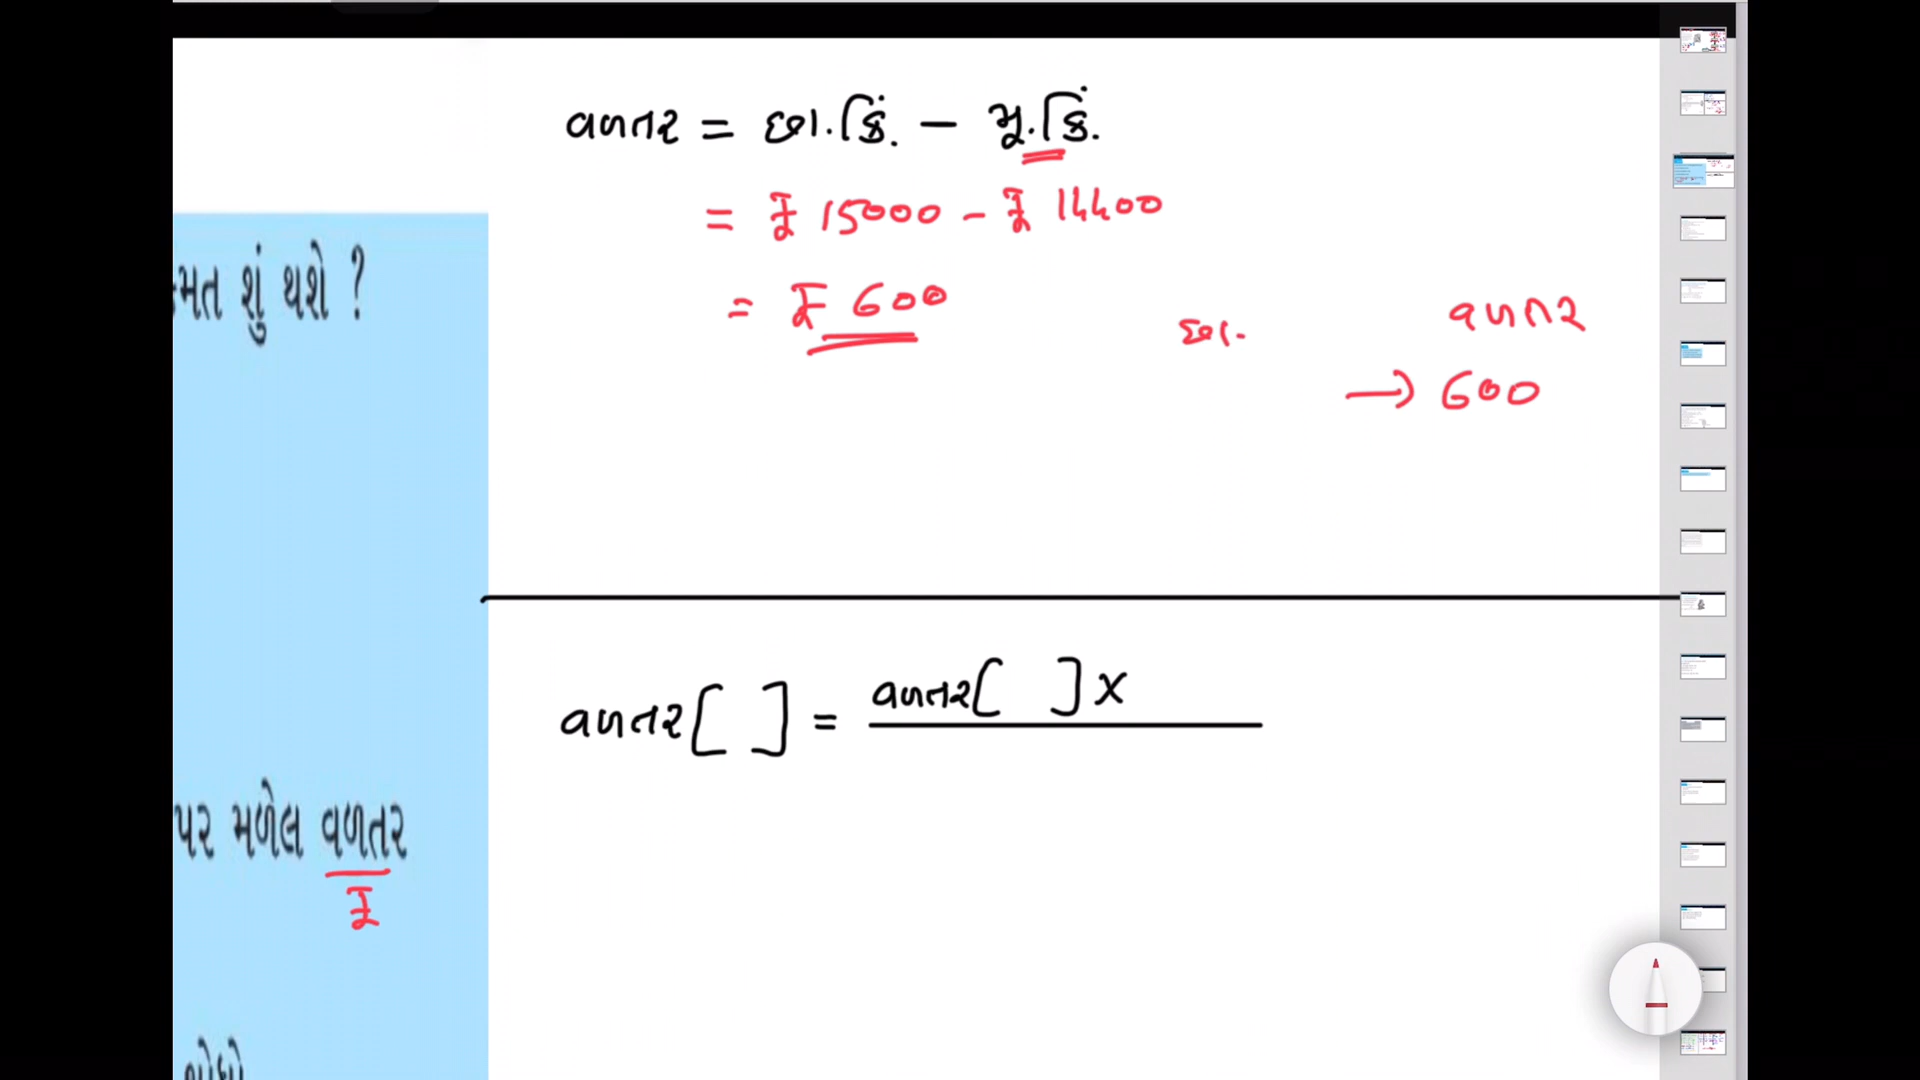 વળતર = છા.કિં. – મૂ.કિં.
= ₹ 15000 – ₹ 14400
= ₹ 600
છા.
વળતર
→ 600
મત શું થશે ?
વળતર [ ] = વળતર [ ] ×
પર મળેલ વળતર
₹